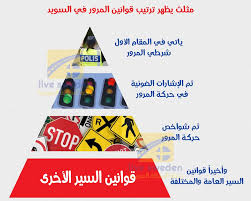 مثلث يظهر ترتيب قوانين المرور في السويد
يأتي في المقام الاول
شرطي المرور
POLIS
ثم الإشارات الضوئية
في حركة المرور
ثم شواخص
حركة المرور
STOP
وأخيراً قوانين
السير العامة والمختلفة
قوانين السير الأخرى